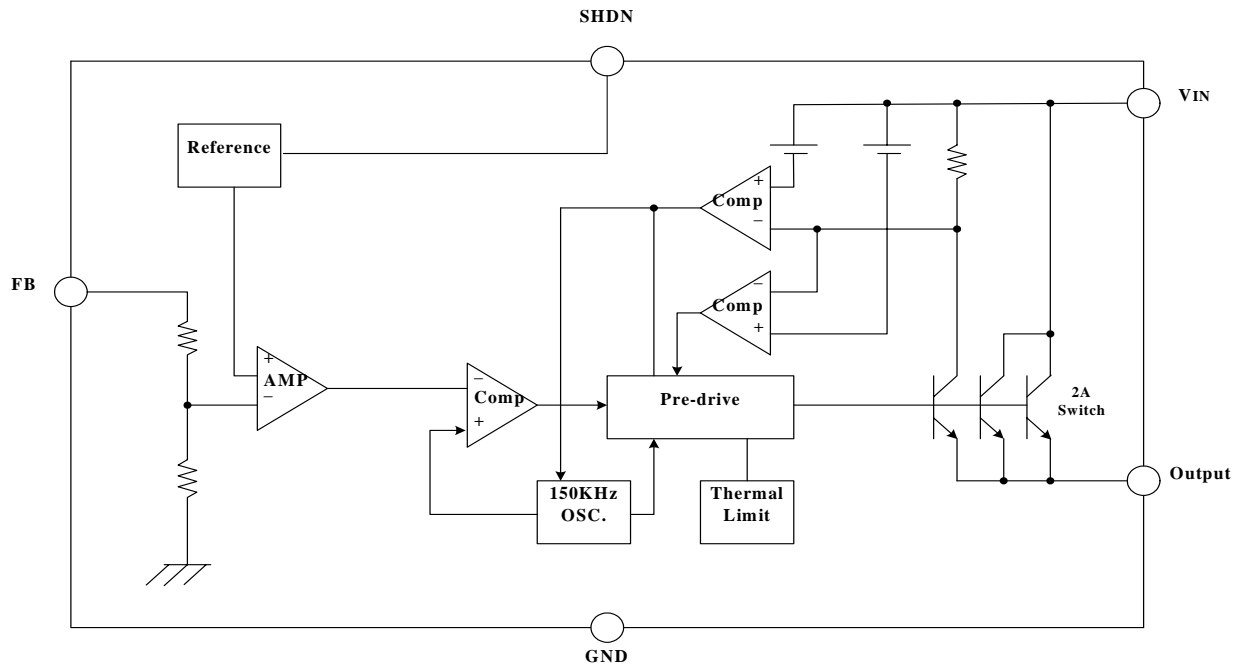 SHDN
VIN
Reference
+
Comp
−
FB
−
Comp
+
+
AMP
−
−
Comp
+
Pre-drive
2A
Switch
Output
150KHz
OSC.
Thermal
Limit
GND